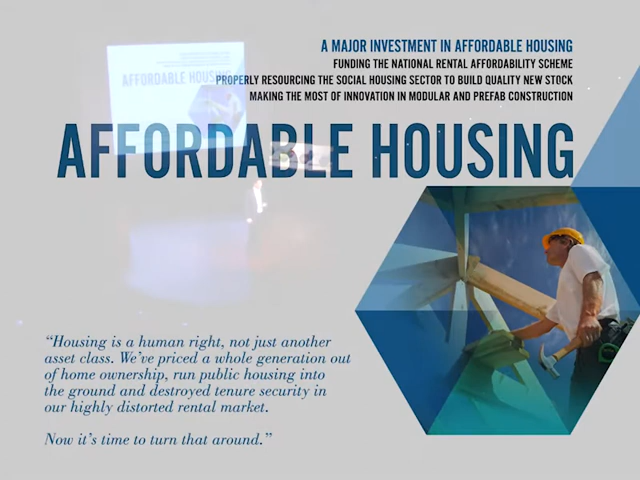 A MAJOR INVESTMENT IN AFFORDABLE HOUSING
FUNDING THE NATIONAL RENTAL AFFORDABILITY SCHEME
PROPERLY RESOURCING THE SOCIAL HOUSING SECTOR TO BUILD QUALITY NEW STOCK
MAKING THE MOST OF INNOVATION IN MODULAR AND PREFAB CONSTRUCTION
AFFORDABLE HOUSING
AFFORDABLE HOUSING
“Housing is a human right, not just another
asset class. We’ve priced a whole generation out
of home ownership, run public housing into
the ground and destroyed tenure security in
our highly distorted rental market.
Now it’s time to turn that around.”